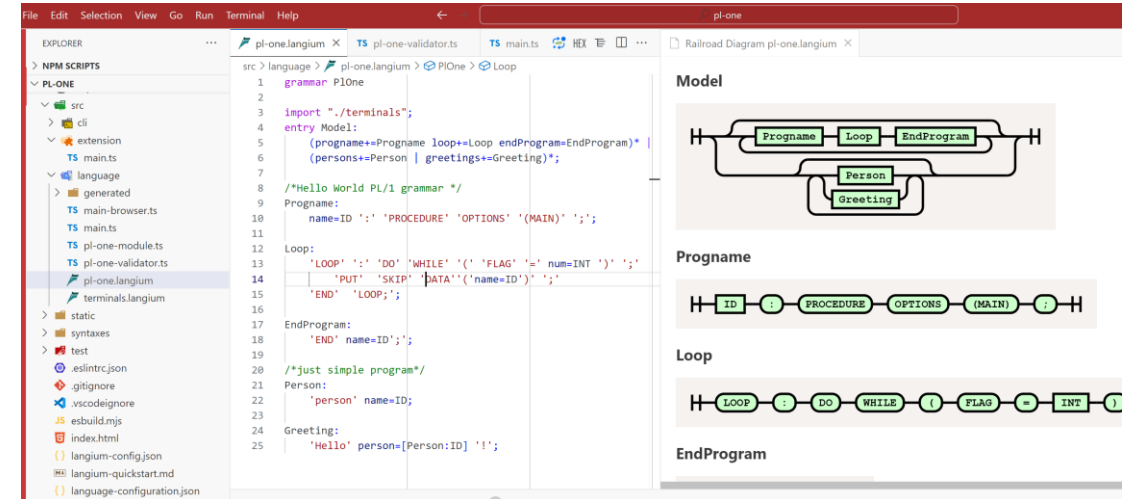 File Edit Selection View Go Run Terminal Help
pl-one
EXPLORER
NPM SCRIPTS
PL-ONE
src
cli
extension
TS main.ts
language
generated
TS main-browser.ts
TS main.ts
TS pl-one-module.ts
TS pl-one-validator.ts
pl-one.langium
terminals.langium
static
syntaxes
test
.eslintrc.json
.gitignore
.vscodeignore
JS esbuild.mjs
index.html
{} langium-config.json
langium-quickstart.md
{} language-configuration.json
pl-one.langium TS pl-one-validator.ts TS main.ts HEX
src > language > pl-one.langium > PlOne > Loop
1 grammar PlOne
2
3 import "./terminals";
4 entry Model:
5 (progname+=Progname loop+=Loop endProgram=EndProgram)* |
6 (persons+=Person | greetings+=Greeting)*;
7
8 /*Hello World PL/1 grammar */
9 Progname:
10 name=ID ':' 'PROCEDURE' 'OPTIONS' '(MAIN)' ';';
11
12 Loop:
13 'LOOP' ':' 'DO' 'WHILE' '(' 'FLAG' '=' num=INT ')' ';'
14 'PUT' 'SKIP' 'DATA''('name=ID')' ';'
15 'END' 'LOOP;';
16
17 EndProgram:
18 'END' name=ID';';
19
20 /*just simple program*/
21 Person:
22 'person' name=ID;
23
24 Greeting:
25 'Hello' person=[Person:ID] '!';
Railroad Diagram pl-one.langium
Model
Progname Loop EndProgram
Person
Greeting
Progname
ID : PROCEDURE OPTIONS (MAIN) ;
Loop
LOOP : DO WHILE ( FLAG = INT )
EndProgram